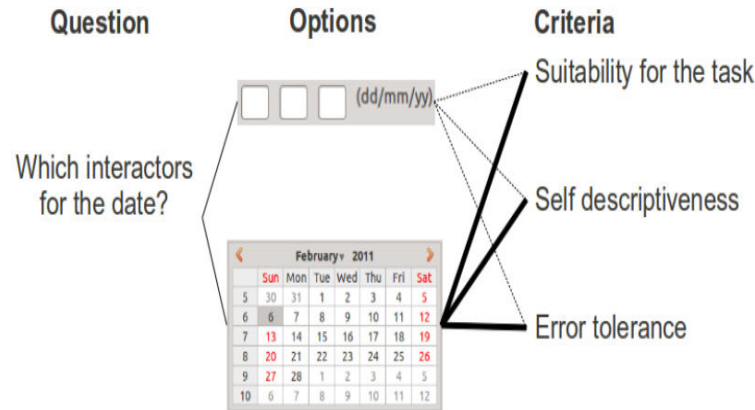 Question Options Criteria
Suitability for the task
(dd/mm/yy)
Which interactors
for the date?
Self descriptiveness
February 2011
Sun Mon Tue Wed Thu Fri Sat
5 30 31 1 2 3 4 5
6 6 7 8 9 10 11 12
7 13 14 15 16 17 18 19
8 20 21 22 23 24 25 26
9 27 28 1 2 3 4 5
10 6 7 8 9 10 11 12
Error tolerance